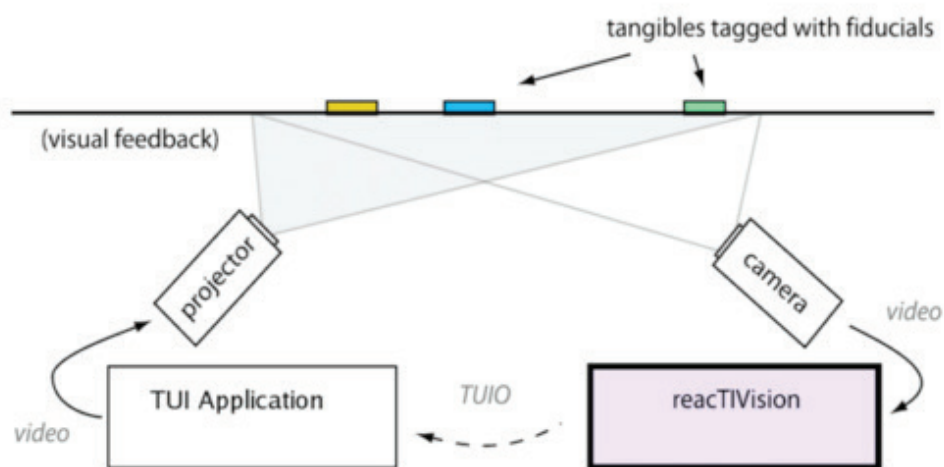 tangibles tagged with fiducials
(visual feedback)
projector
camera
video
TUI Application
TUIO
reacTIVision
video